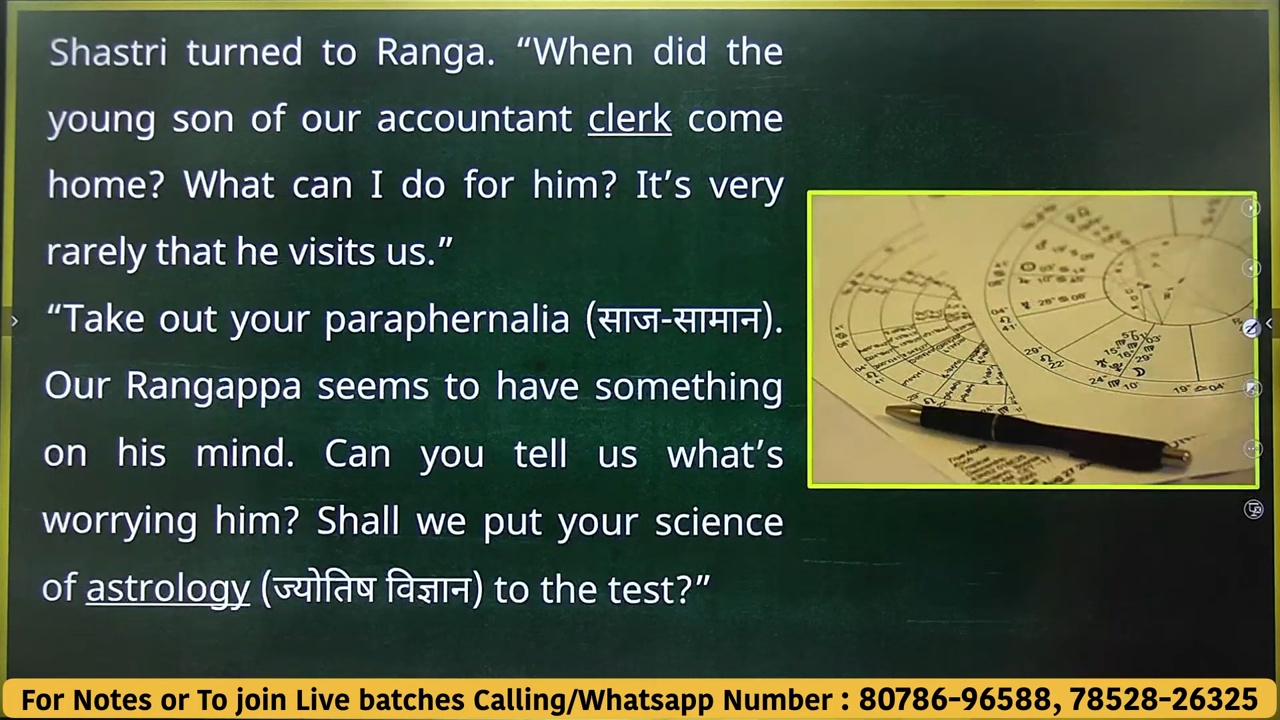 Shastri turned to Ranga. “When did the
young son of our accountant clerk come
home? What can I do for him? It’s very
rarely that he visits us.”
“Take out your paraphernalia (साज-सामान).
Our Rangappa seems to have something
on his mind. Can you tell us what’s
worrying him? Shall we put your science
of astrology (ज्योतिष विज्ञान) to the test?”
For Notes or To join Live batches Calling/Whatsapp Number : 80786-96588, 78528-26325